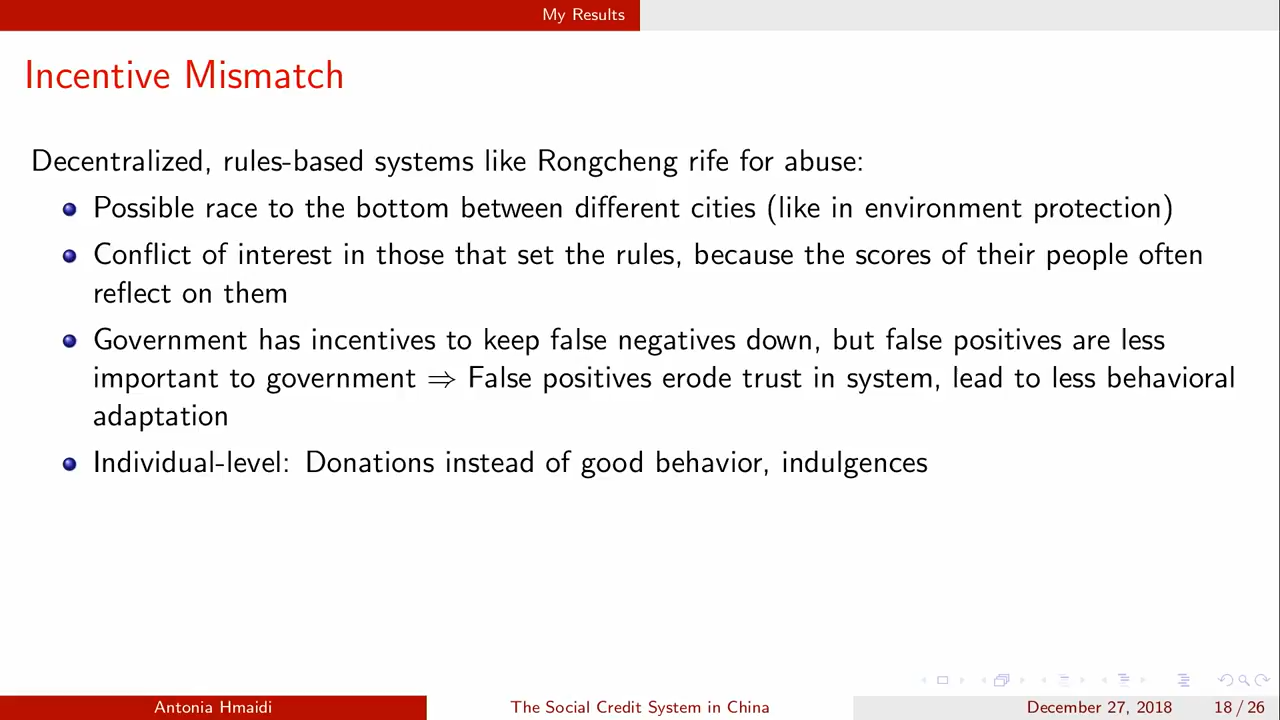 My Results
Incentive Mismatch
Decentralized, rules-based systems like Rongcheng rife for abuse:
Possible race to the bottom between different cities (like in environment protection)
Conflict of interest in those that set the rules, because the scores of their people often
reflect on them
Government has incentives to keep false negatives down, but false positives are less
important to government ⇒ False positives erode trust in system, lead to less behavioral
adaptation
Individual-level: Donations instead of good behavior, indulgences
Antonia Hmaidi
The Social Credit System in China
December 27, 2018
18 / 26